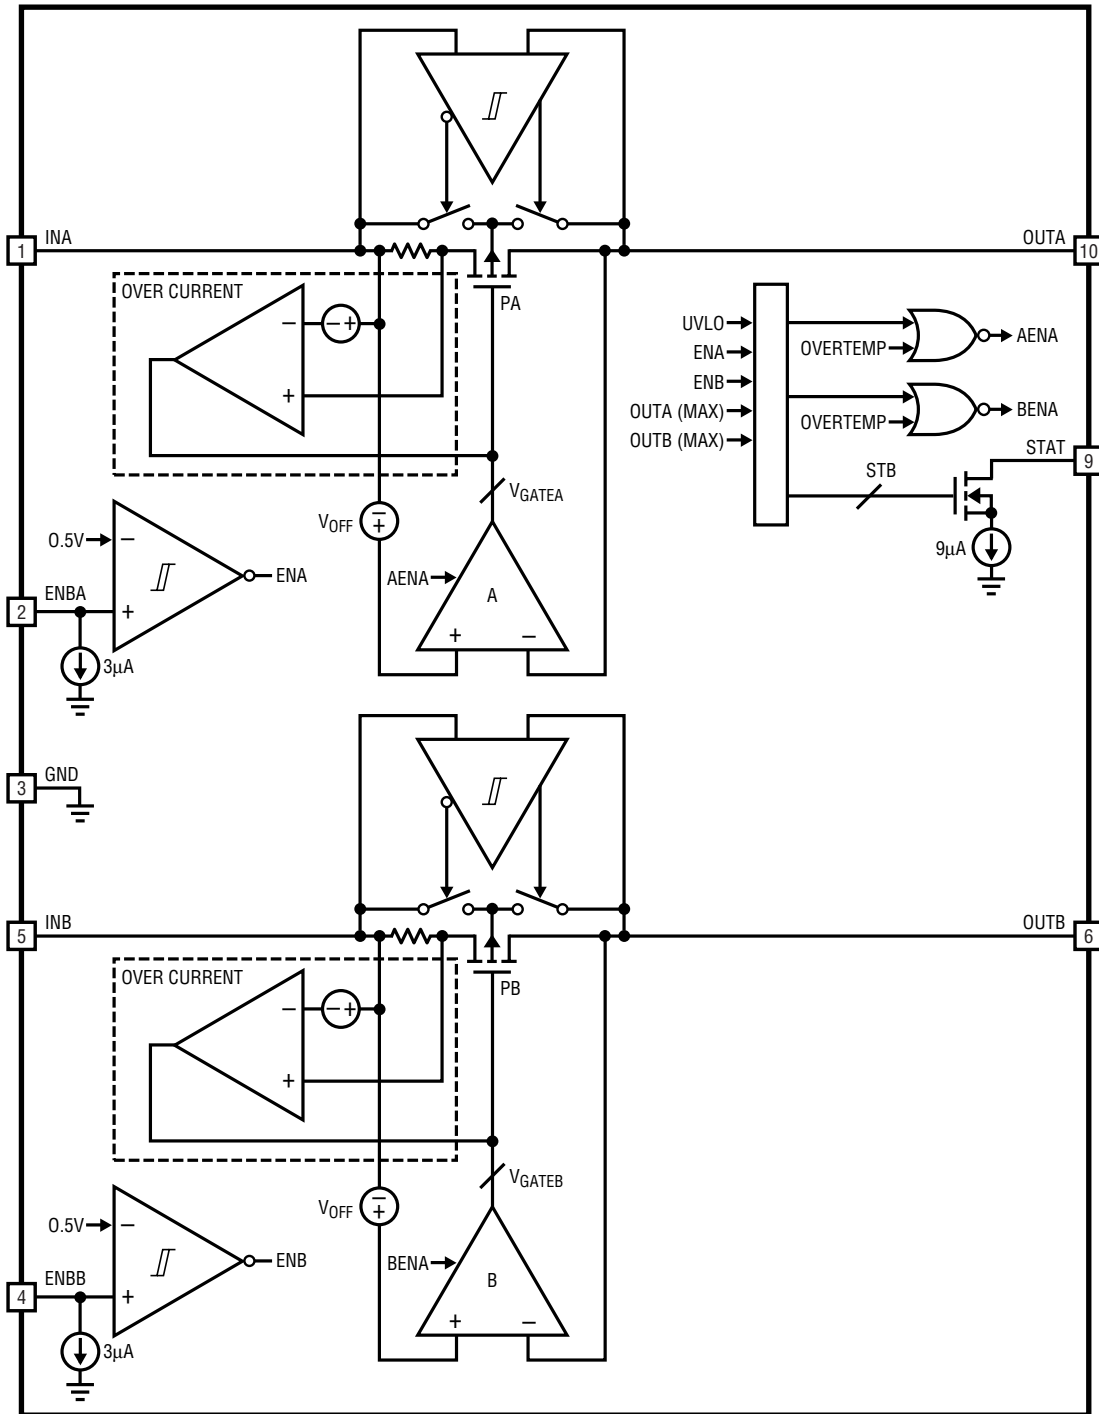 1
INA
OUTA
10
OVER CURRENT
−
− +
+
PA
UVLO
ENA
ENB
OUTA (MAX)
OUTB (MAX)
OVERTEMP
AENA
OVERTEMP
BENA
STAT
9
STB
9µA
VGATEA
VOFF
−
+
0.5V
−
ENA
ENBA
2
+
3µA
AENA
A
+ −
GND
3
INB
5
OUTB
6
OVER CURRENT
−
− +
+
PB
VGATEB
VOFF
−
+
0.5V
−
ENB
ENBB
4
+
3µA
BENA
B
+ −